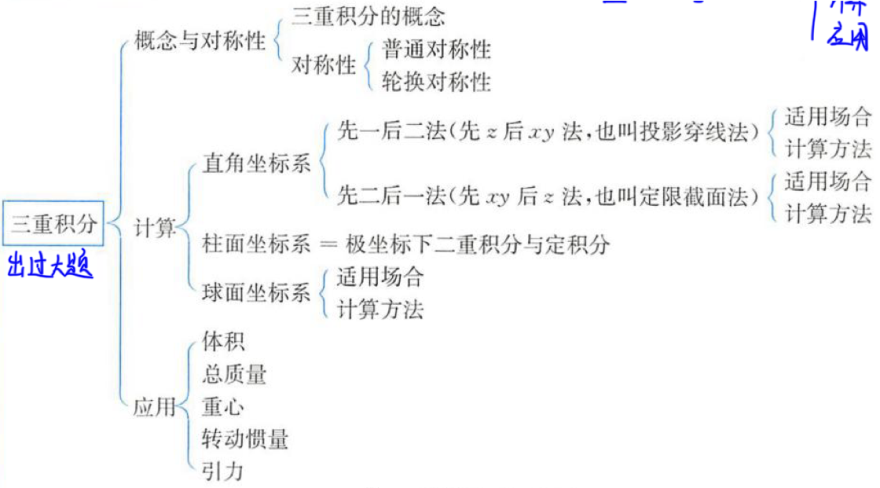 三重积分的概念
概念与对称性
普通对称性
对称性
轮换对称性
应用
适用场合
先一后二法(先 z 后 xy 法,也叫投影穿线法)
计算方法
直角坐标系
适用场合
先二后一法(先 xy 后 z 法,也叫定限截面法)
计算方法
三重积分
出过大题
计算
柱面坐标系 = 极坐标下二重积分与定积分
适用场合
球面坐标系
计算方法
体积
总质量
应用
重心
转动惯量
引力